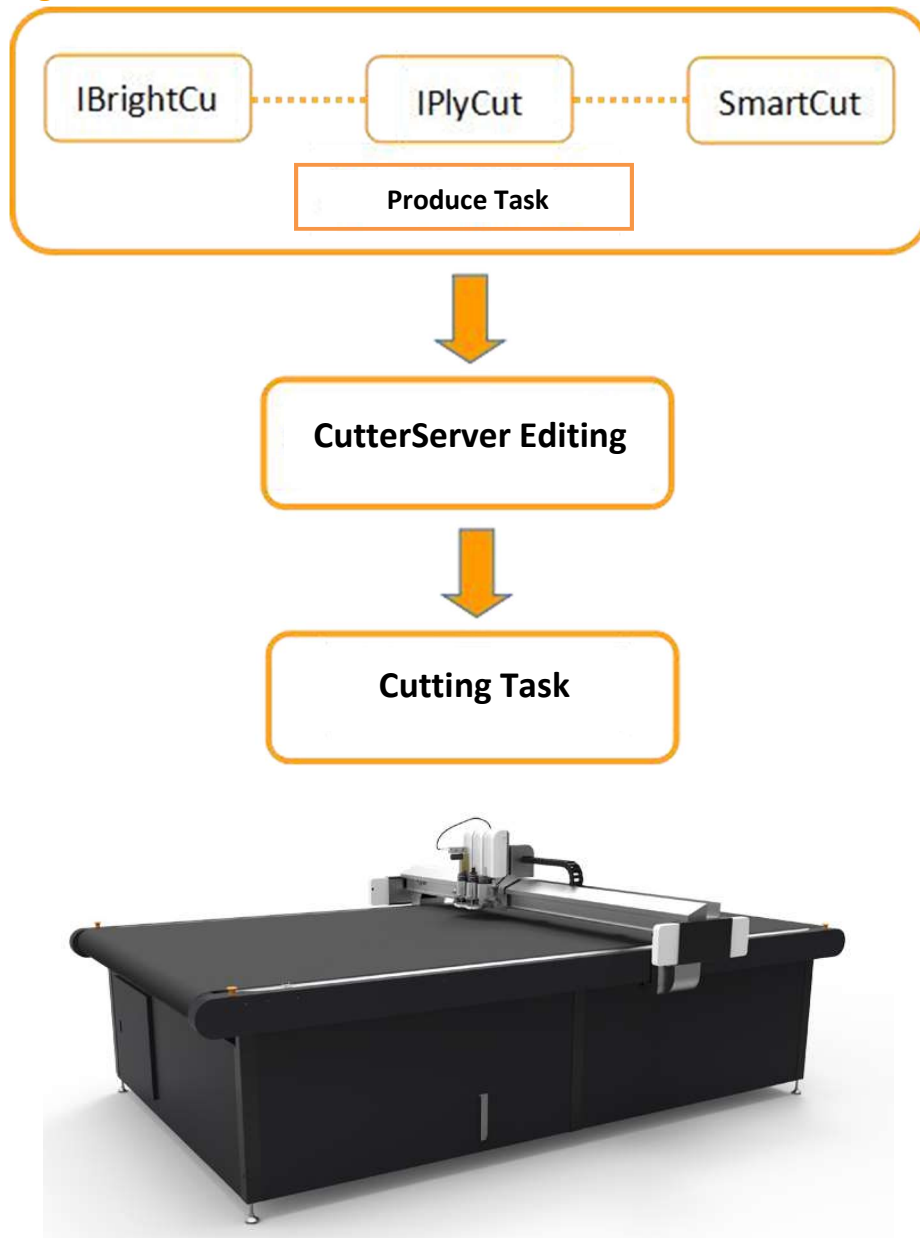 IBrightCu
IPlyCut
SmartCut
Produce Task
CutterServer Editing
Cutting Task